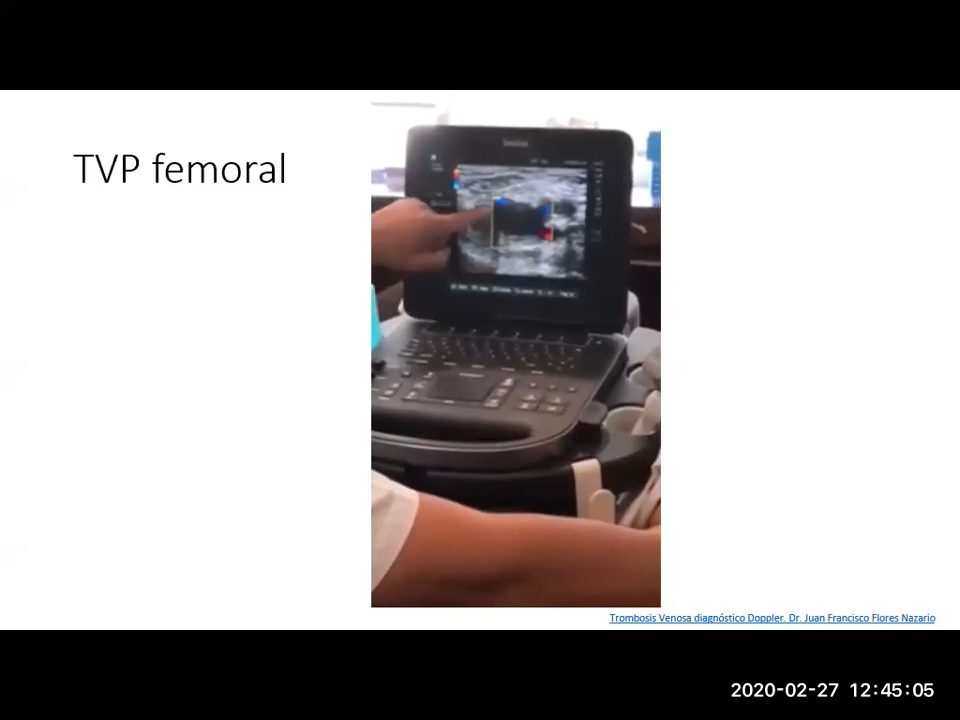 TVP femoral
Trombosis Venosa diagnóstico Doppler. Dr. Juan Francisco Flores Nazario
2020-02-27 12:45:05